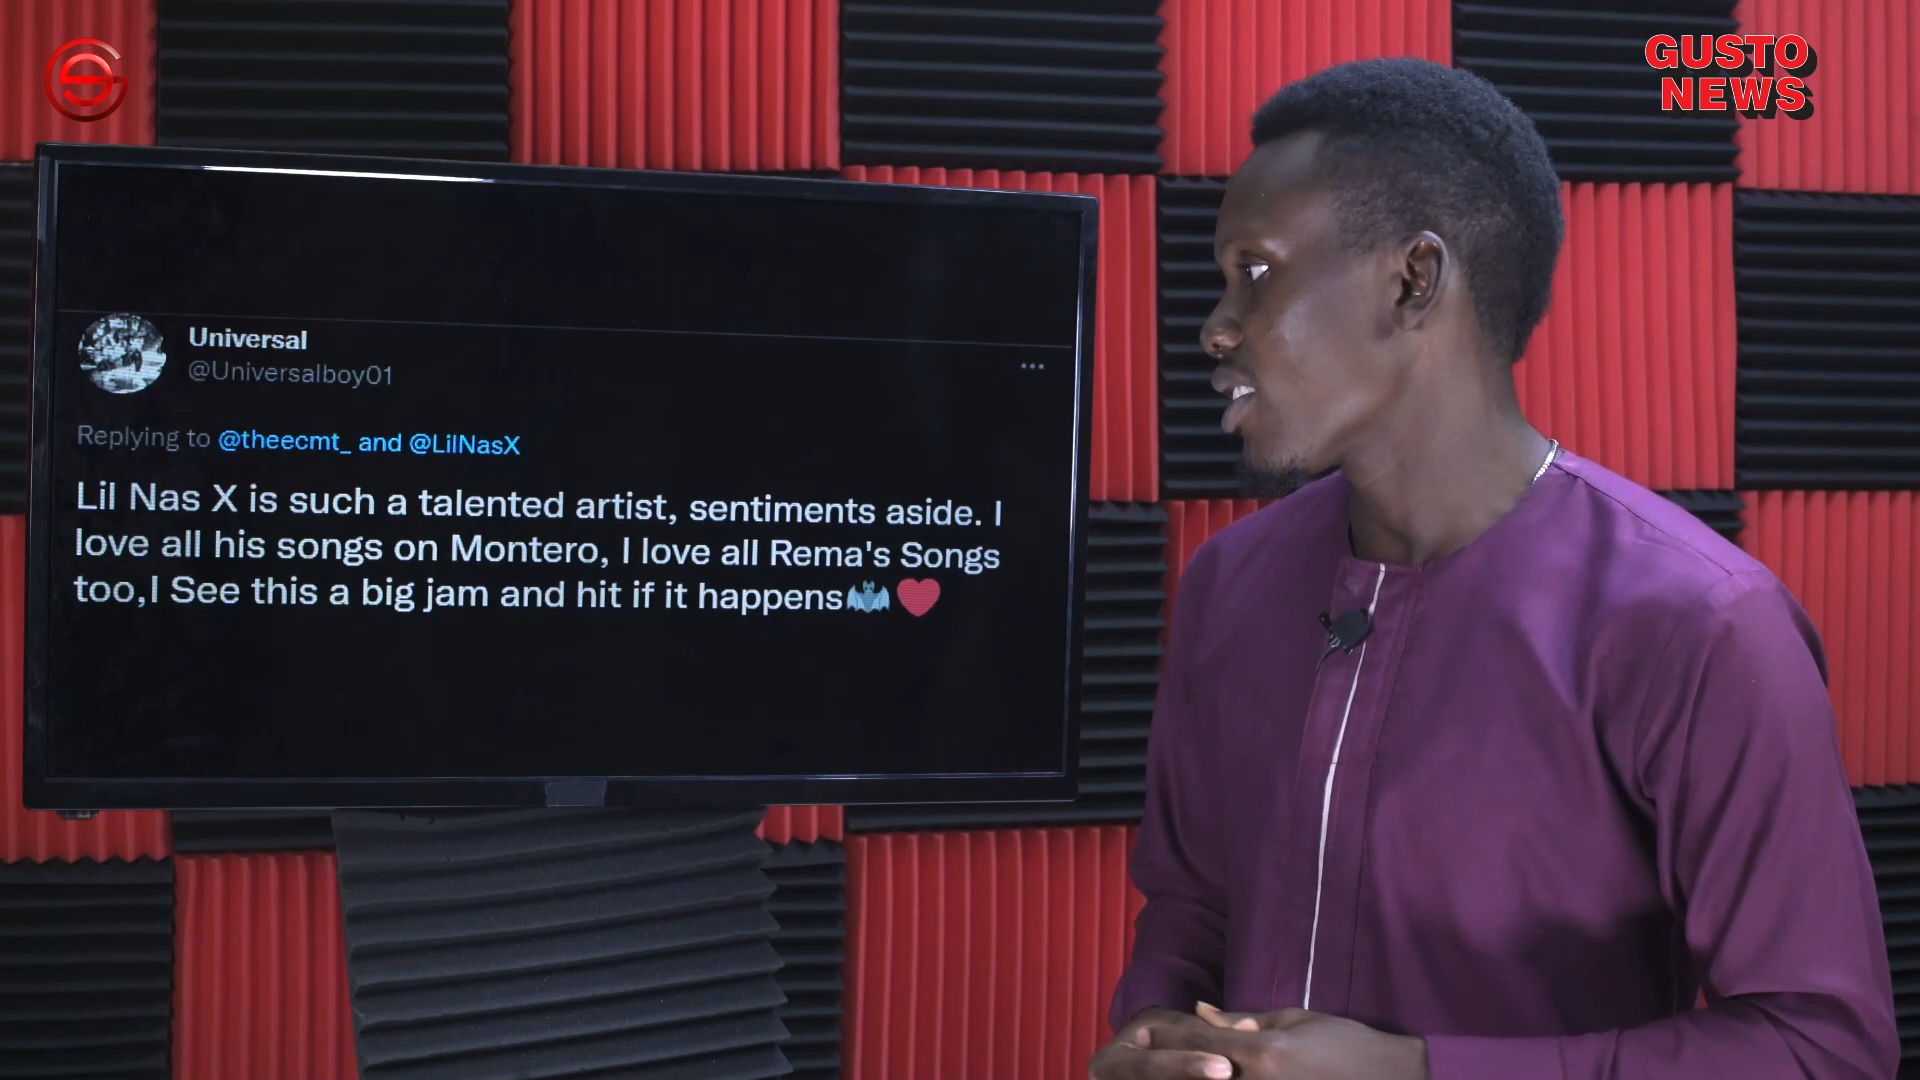 GUSTO
NEWS
Universal
@Universalboy01
Replying to @theecmt_ and @LilNasX
Lil Nas X is such a talented artist, sentiments aside. I
love all his songs on Montero, I love all Rema's Songs
too,I See this a big jam and hit if it happens🦇❤️